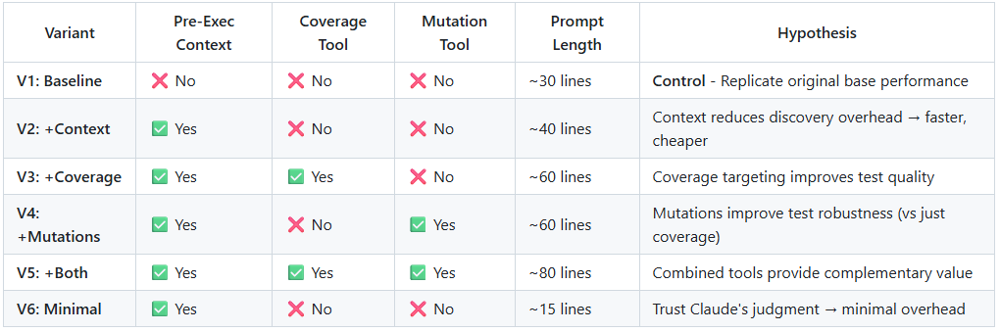 Variant Pre-Exec Context Coverage Tool Mutation Tool Prompt Length Hypothesis
V1: Baseline ❌ No ❌ No ❌ No ~30 lines Control - Replicate original base performance
V2: +Context ✅ Yes ❌ No ❌ No ~40 lines Context reduces discovery overhead → faster, cheaper
V3: +Coverage ✅ Yes ✅ Yes ❌ No ~60 lines Coverage targeting improves test quality
V4: +Mutations ✅ Yes ❌ No ✅ Yes ~60 lines Mutations improve test robustness (vs just coverage)
V5: +Both ✅ Yes ✅ Yes ✅ Yes ~80 lines Combined tools provide complementary value
V6: Minimal ✅ Yes ❌ No ❌ No ~15 lines Trust Claude's judgment → minimal overhead